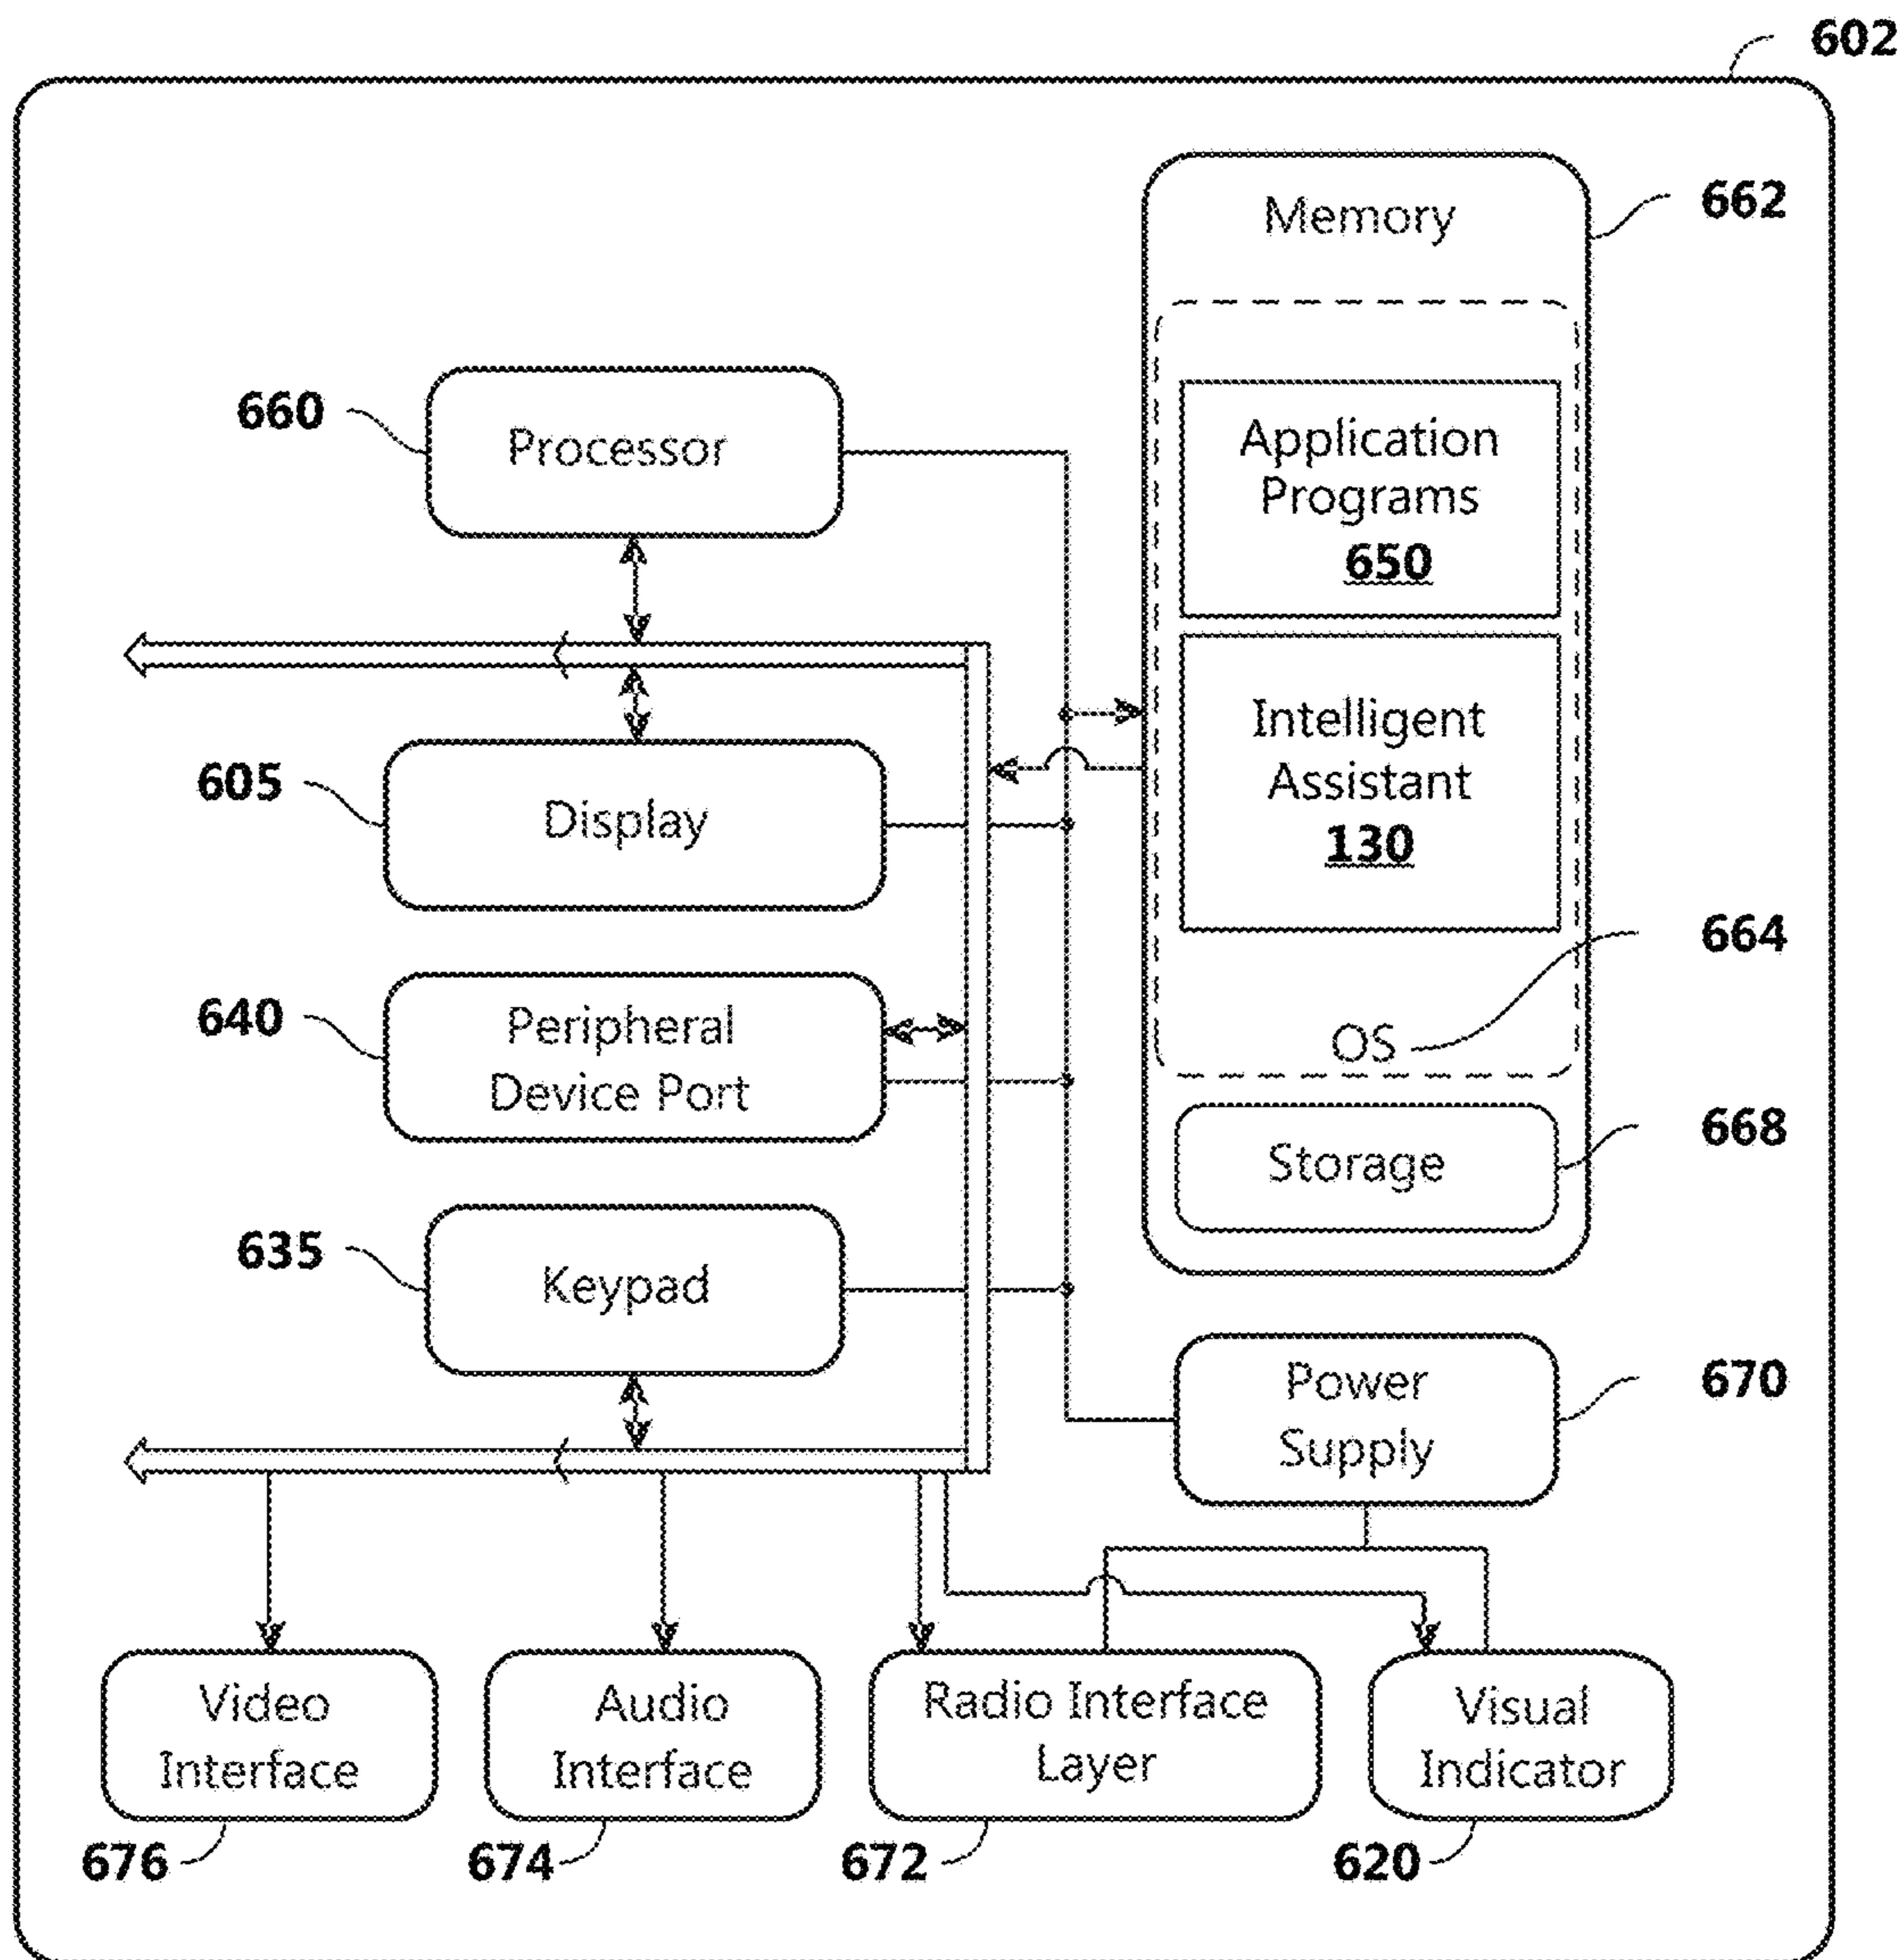 602
Memory
662
Application
Programs
650
660
Processor
Intelligent
Assistant
130
605
Display
664
OS
640
Peripheral
Device Port
668
Storage
635
Keypad
670
Power
Supply
Video
Interface
Audio
Interface
Radio Interface
Layer
Visual
Indicator
676
674
672
620